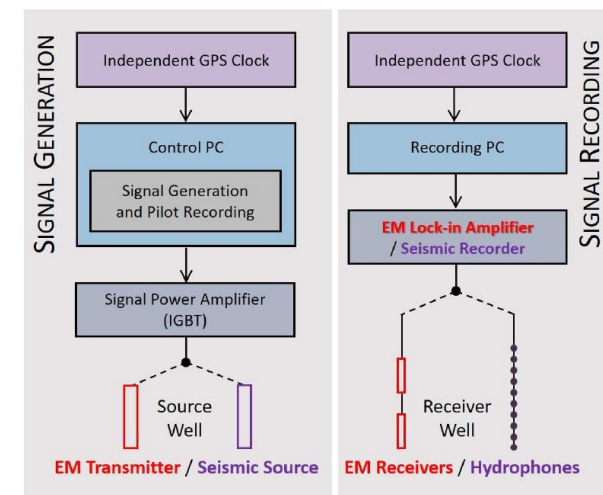 SIGNAL GENERATION
Independent GPS Clock
Control PC
Signal Generation
and Pilot Recording
Signal Power Amplifier
(IGBT)
Source
Well
EM Transmitter / Seismic Source
SIGNAL RECORDING
Independent GPS Clock
Recording PC
EM Lock-in Amplifier
/ Seismic Recorder
Receiver
Well
EM Receivers / Hydrophones